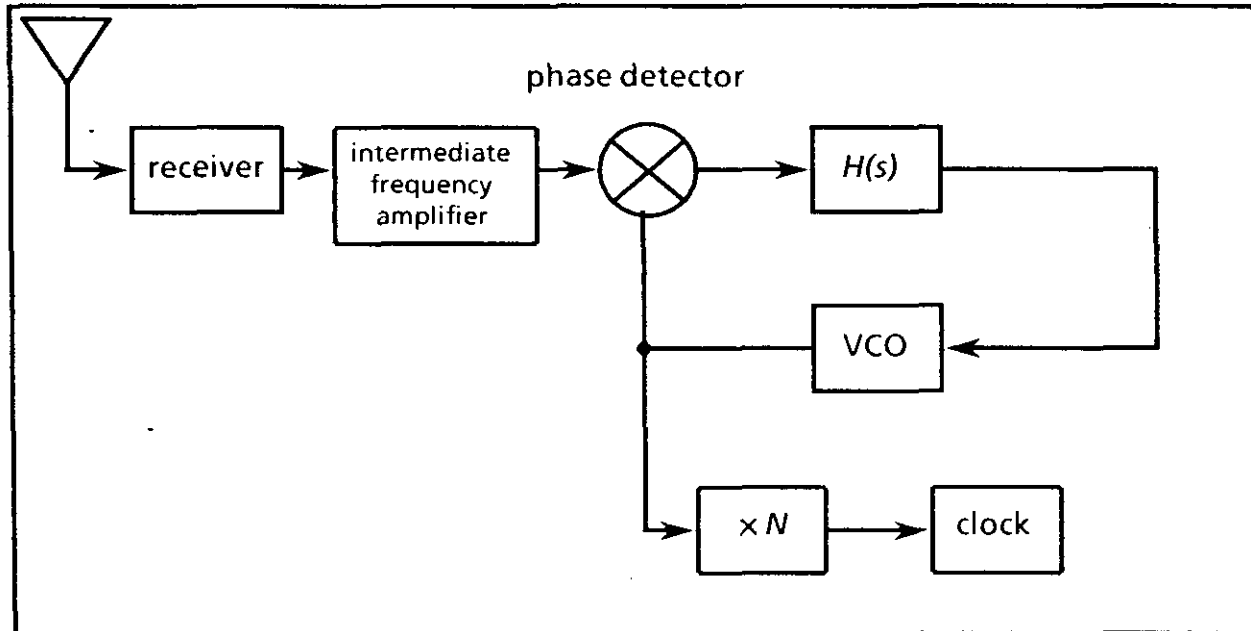 phase detector
receiver
intermediate
frequency
amplifier
H(s)
VCO
× N
clock